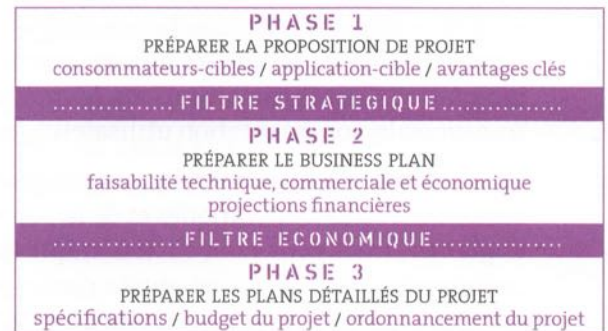 PHASE 1
PRÉPARER LA PROPOSITION DE PROJET
consommateurs-cibles / application-cible / avantages clés
................ FILTRE STRATEGIQUE................
PHASE 2
PRÉPARER LE BUSINESS PLAN
faisabilité technique, commerciale et économique
projections financières
................ FILTRE ECONOMIQUE................
PHASE 3
PRÉPARER LES PLANS DÉTAILLÉS DU PROJET
spécifications / budget du projet / ordonnancement du projet